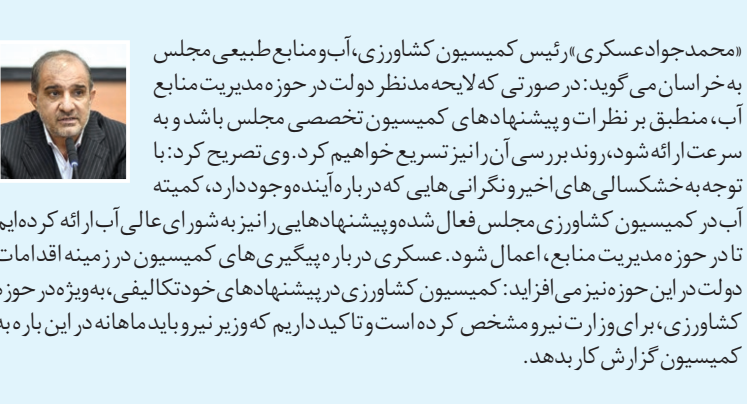 «محمدجوادعسکری»رئیس کمیسیون کشاورزی،آب‌ومنابع‌طبیعی‌مجلس
به‌خراسان‌می‌گوید:درصورتی که‌لایحه‌مدنظر دولت‌در حوزه‌مدیریت‌منابع
آب، منطبق بر نظرات و پیشنهادهای کمیسیون تخصصی مجلس باشد و به
سرعت‌ارائه‌شود،روند‌بررسی‌آن‌را‌نیز‌تسریع خواهیم کرد.وی تصریح کرد:با
توجه‌به‌خشکسالی‌های‌اخیر‌و‌نگرانی‌هایی که‌درباره‌آینده‌وجود‌دارد،کمیته
آب‌در کمیسیون کشاورزی‌مجلس‌فعال‌شده‌وپیشنهادهایی‌را‌نیز‌به‌شورای‌عالی‌آب‌ارائه کرده‌ایم
تا‌در حوزه‌مدیریت‌منابع، اعمال شود. عسکری درباره پیگیری‌های کمیسیون در زمینه اقدامات
دولت‌در‌این حوزه‌نیز‌می‌افزاید: کمیسیون کشاورزی‌در‌پیشنهادهای‌خود‌تکالیفی،به‌ویژه‌در حوزه
کشاورزی،برای‌وزارت‌نیرو‌مشخص کرده‌است‌و‌تاکید‌داریم که‌وزیر‌نیرو‌باید‌ماهانه‌در‌این‌باره‌به
کمیسیون گزارش کار بدهد.